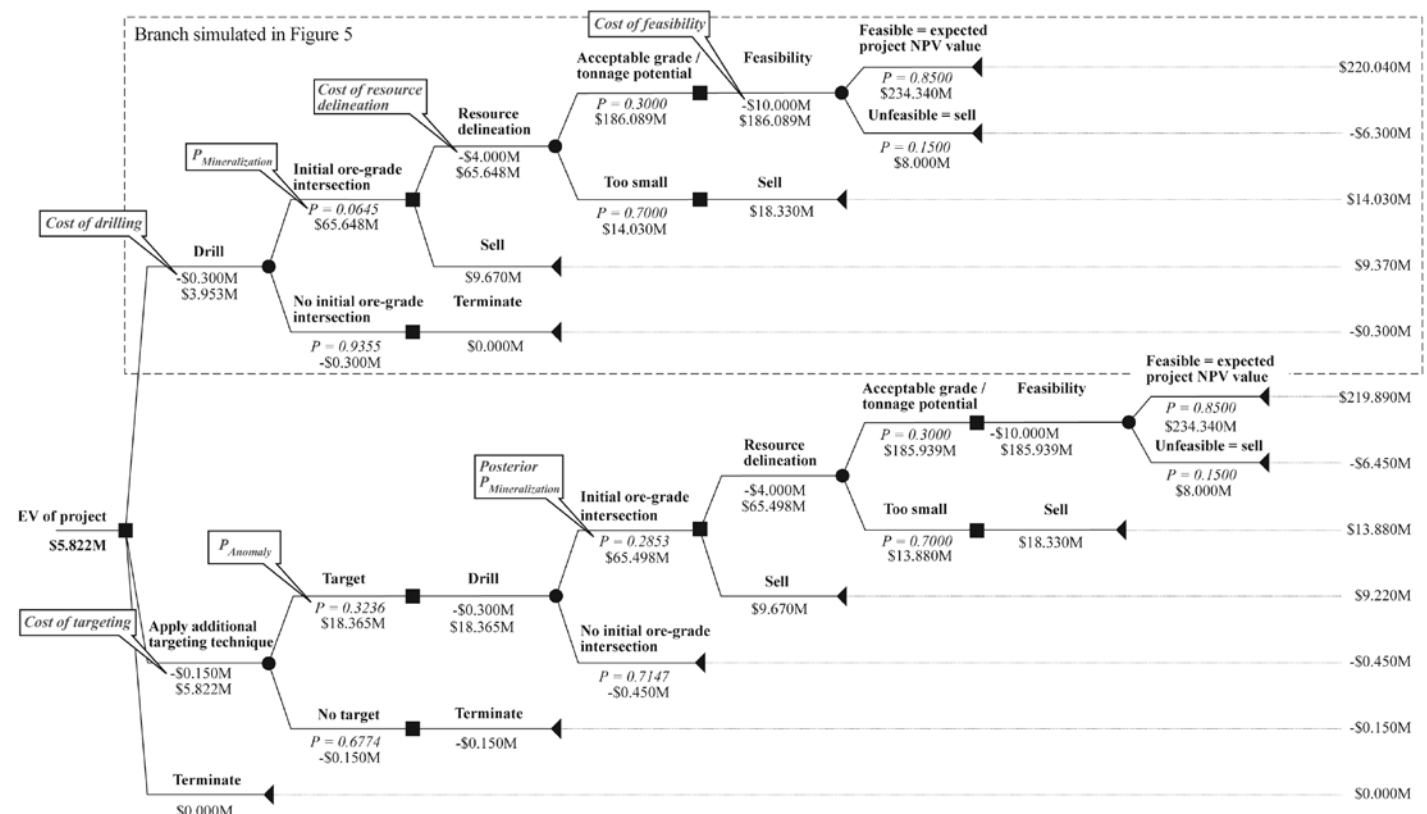 Branch simulated in Figure 5
Cost of feasibility
Feasible = expected
project NPV value
Acceptable grade /
tonnage potential
Feasibility
P = 0.8500
$234.340M
$220.040M
Cost of resource
delineation
P = 0.3000
$186.089M
-$10.000M
$186.089M
Unfeasible = sell
Resource
delineation
-$6.300M
P = 0.1500
$8.000M
P Mineralization
-$4.000M
$65.648M
Initial ore-grade
intersection
Too small
Sell
P = 0.0645
$65.648M
P = 0.7000
$14.030M
$18.330M
$14.030M
Cost of drilling
Drill
Sell
-$0.300M
$3.953M
$9.670M
$9.370M
No initial ore-grade
intersection
Terminate
P = 0.9355
-$0.300M
$0.000M
-$0.300M
Feasible = expected
project NPV value
Acceptable grade /
tonnage potential
Feasibility
P = 0.8500
$234.340M
$219.890M
P = 0.3000
$185.939M
-$10.000M
$185.939M
Unfeasible = sell
Resource
delineation
-$6.450M
P = 0.1500
$8.000M
Posterior
P Mineralization
-$4.000M
$65.498M
Initial ore-grade
intersection
Too small
Sell
EV of project
$5.822M
P = 0.2853
$65.498M
P = 0.7000
$13.880M
$18.330M
$13.880M
P Anomaly
Target
Drill
Sell
P = 0.3236
$18.365M
-$0.300M
$18.365M
$9.670M
$9.220M
Cost of targeting
Apply additional
targeting technique
No initial ore-grade
intersection
-$0.150M
$5.822M
P = 0.7147
-$0.450M
-$0.450M
No target
Terminate
P = 0.6774
-$0.150M
-$0.150M
-$0.150M
Terminate
$0.000M
$0.000M